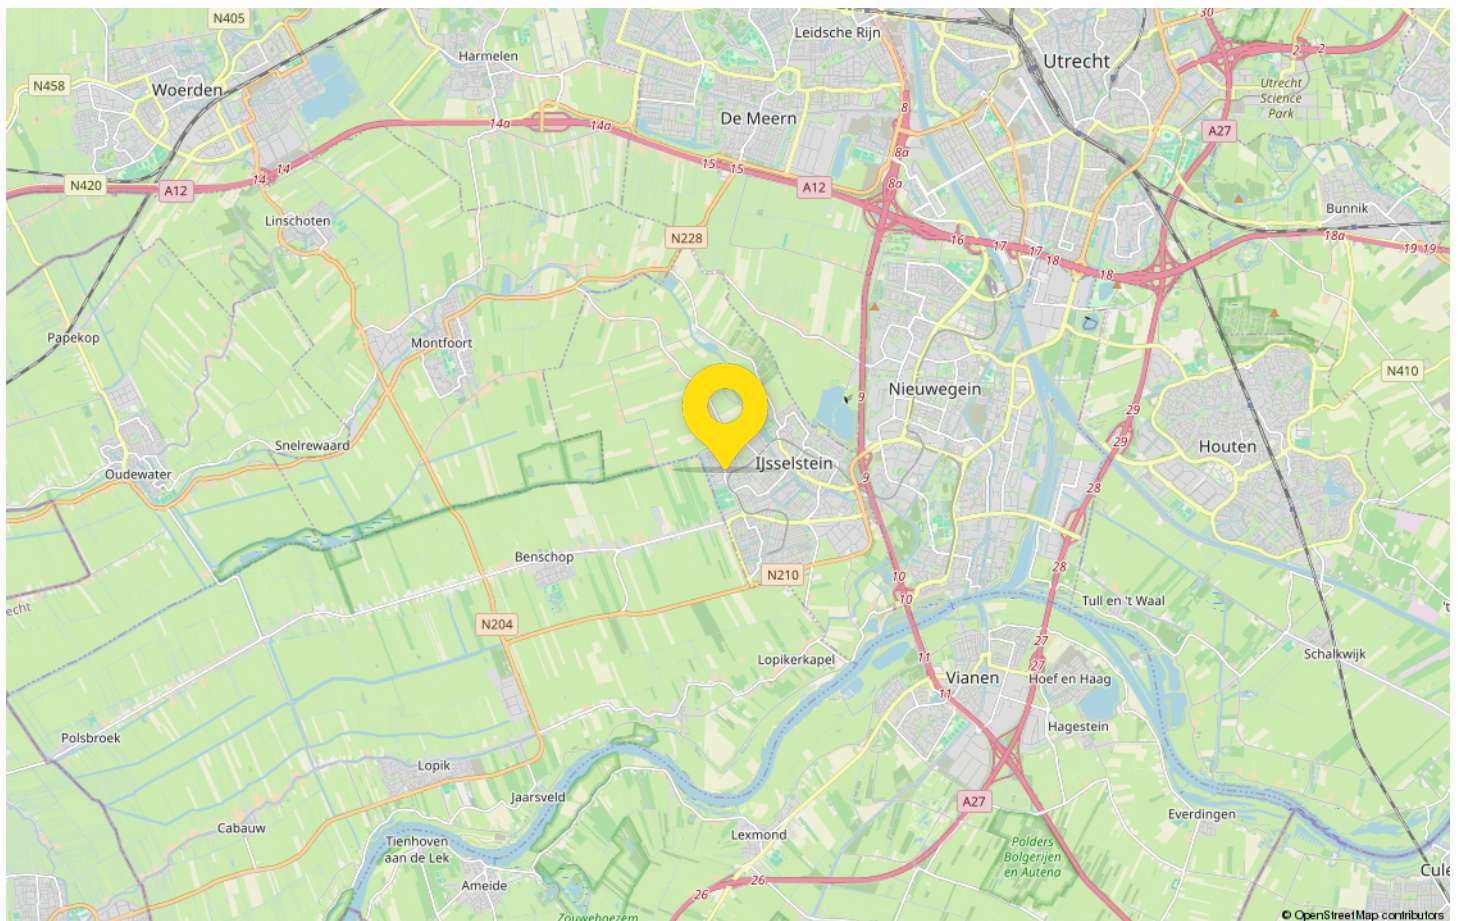 N405
Leidsche Rijn
30
Harmelen
2
2
Utrecht
N458
Woerden
Utrecht
Science
Park
8
De Meern
14a
14a
A27
8a
15
15
14
14
N420
A12
A12
8a
Bunnik
Linschoten
N228
16
17
17
18
18a
19
19
18
Papekop
Montfoort
N410
Nieuwegein
9
29
29
Snelrewaard
Houten
Oudewater
IJsselstein
9
28
Benschop
N210
28
10
10
echt
Tull en 't Waal
't
N204
27
27
11
Lopikerkapel
Schalkwijk
Vianen
Hoef en Haag
11
Hagestein
Polsbroek
Lopik
Jaarsveld
A27
Cabauw
Everdingen
Lexmond
Tienhoven
aan de Lek
Polders
Bolgerijen
en Autena
Cule
26
26
Ameide
Zouweboezem
© OpenStreetMap contributors